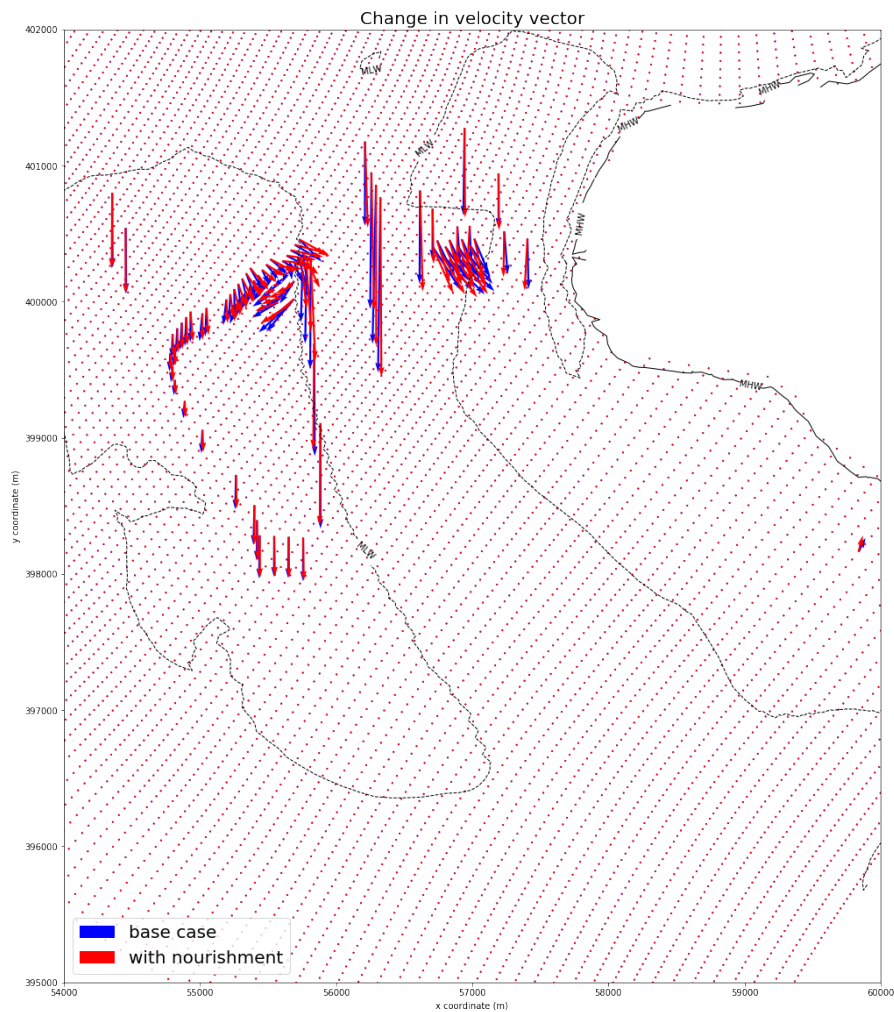 Change in velocity vector
402000
MLW
MHW
MHW
MLW
401000
MHW
400000
MHW
399000
y coordinate (m)
MLW
398000
397000
396000
base case
with nourishment
395000
54000 55000 56000 57000 58000 59000 60000
x coordinate (m)